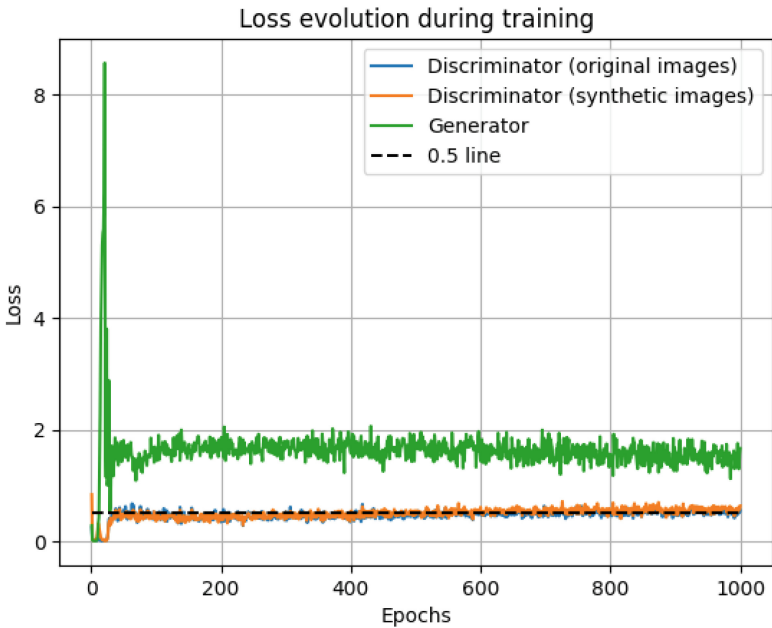 Loss evolution during training
Discriminator (original images)
Discriminator (synthetic images)
Generator
0.5 line
8
6
4
2
0
Loss
0
200
400
600
800
1000
Epochs